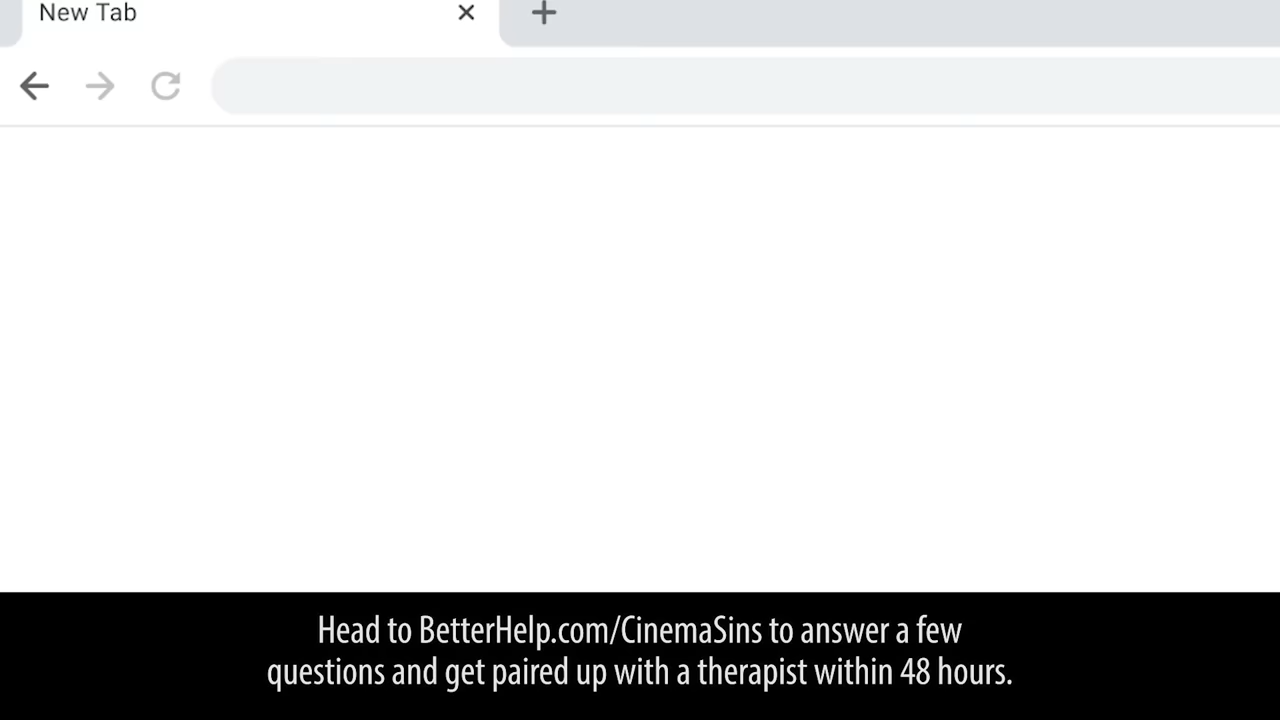 New Tab
Head to BetterHelp.com/CinemaSins to answer a few
questions and get paired up with a therapist within 48 hours.